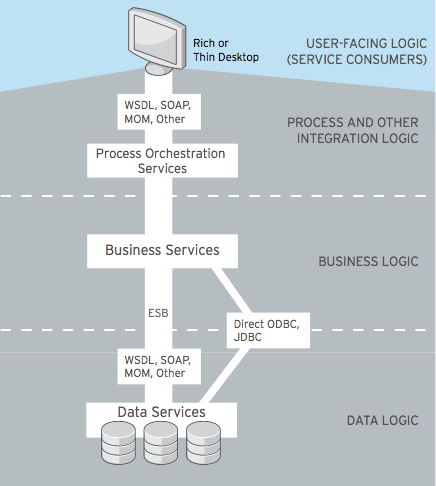 Rich or
Thin Desktop
USER-FACING LOGIC
(SERVICE CONSUMERS)
WSDL, SOAP,
MOM, Other
PROCESS AND OTHER
INTEGRATION LOGIC
Process Orchestration
Services
Business Services
BUSINESS LOGIC
ESB
Direct ODBC,
JDBC
WSDL, SOAP,
MOM, Other
Data Services
DATA LOGIC